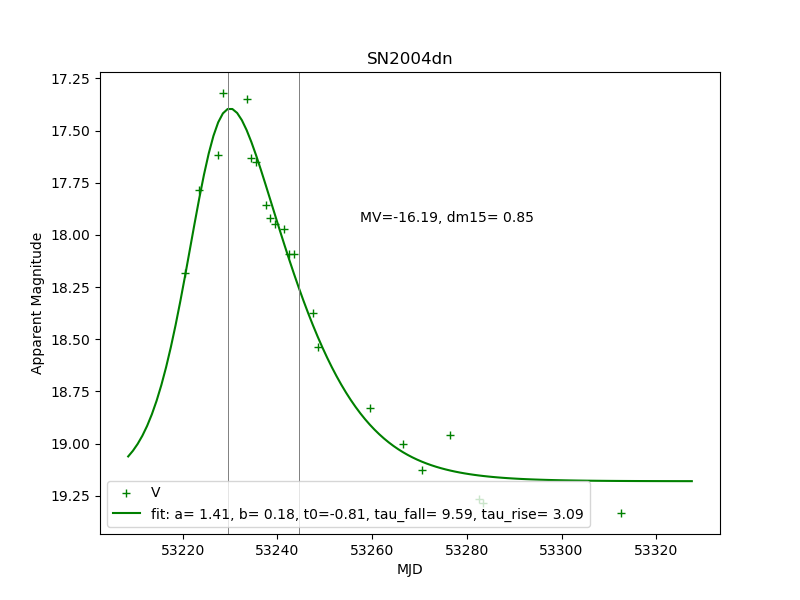 SN2004dn
17.25
17.50
17.75
18.00
18.25
18.50
18.75
19.00
19.25
Apparent Magnitude
MV=-16.19, dm15= 0.85
V
fit: a= 1.41, b= 0.18, t0=-0.81, tau_fall= 9.59, tau_rise= 3.09
53220 53240 53260 53280 53300 53320
MJD